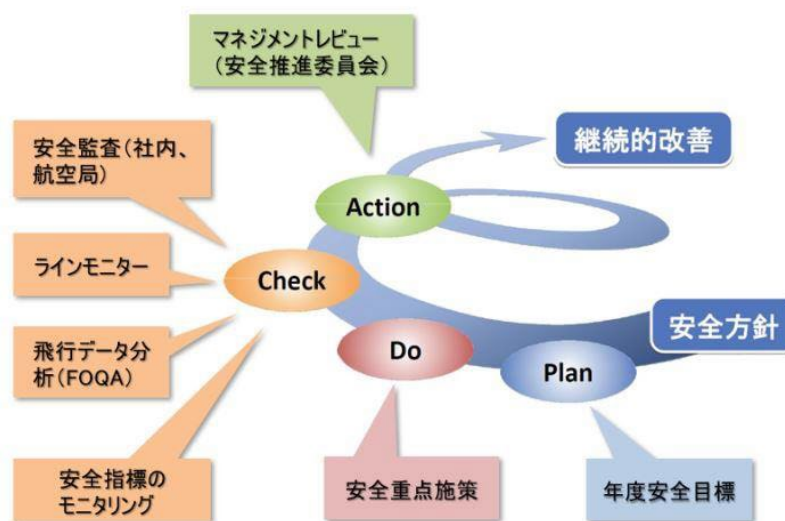 マネジメントレビュー
(安全推進委員会)
安全監査(社内、
航空局)
継続的改善
Action
ラインモニター
Check
安全方針
飛行データ分
析(FOQA)
Do
Plan
安全指標の
モニタリング
安全重点施策
年度安全目標